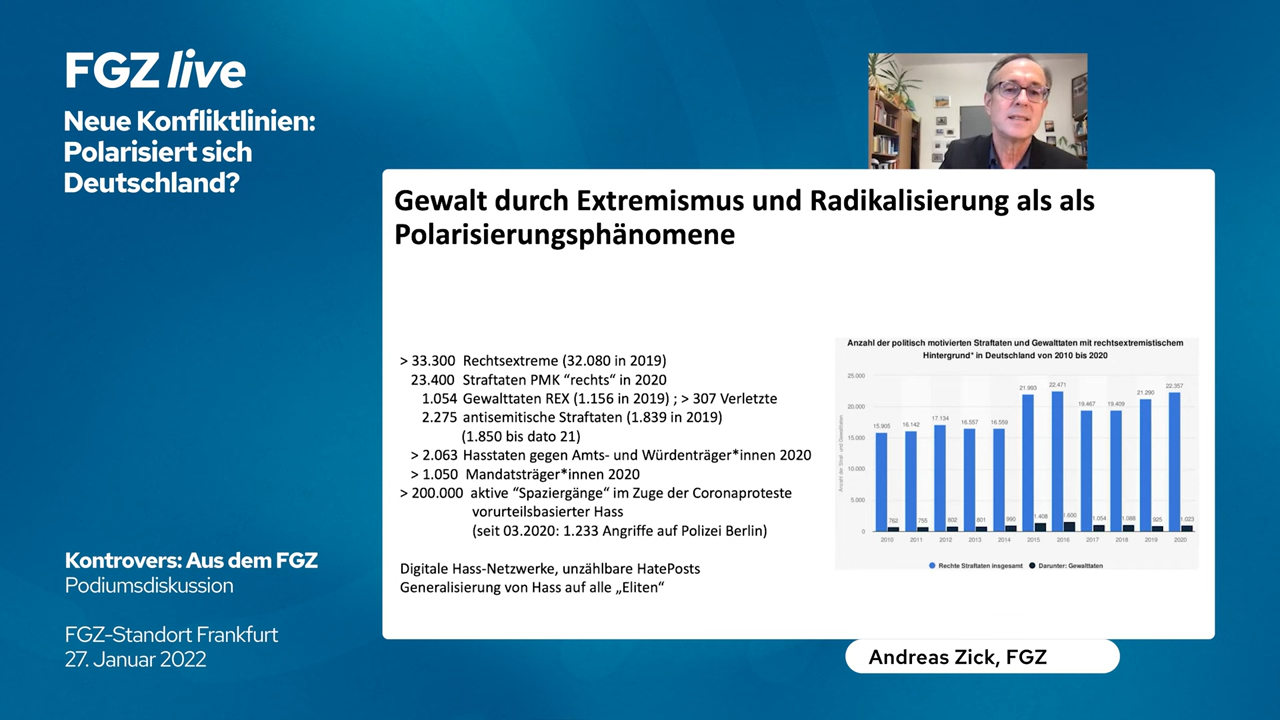 FGZ live
Neue Konfliktlinien:
Polarisiert sich
Deutschland?
Gewalt durch Extremismus und Radikalisierung als als
Polarisierungsphänomene
> 33.300 Rechtsextreme (32.080 in 2019)
23.400 Straftaten PMK “rechts“ in 2020
1.054 Gewalttaten REX (1.156 in 2019) ; > 307 Verletzte
2.275 antisemitische Straftaten (1.839 in 2019)
(1.850 bis dato 21)
> 2.063 Hasstaten gegen Amts- und Würdenträger*innen 2020
> 1.050 Mandatsträger*innen 2020
> 200.000 aktive “Spaziergänge“ im Zuge der Coronaproteste
vorurteilsbasierter Hass
(seit 03.2020: 1.233 Angriffe auf Polizei Berlin)
Digitale Hass-Netzwerke, unzählbare HatePosts
Generalisierung von Hass auf alle „Eliten“
Anzahl der politisch motivierten Straftaten und Gewalttaten mit rechtsextremistischem
Hintergrund* in Deutschland von 2010 bis 2020
Anzahl der Straf- und Gewalttaten
25.000
20.000
15.000
10.000
5.000
0
15.905 16.142 17.134 16.557 16.559 21.993 22.471 19.467 19.409 21.290 22.357
762 755 802 801 990 1.408 1.600 1.054 1.088 925 1.023
2010 2011 2012 2013 2014 2015 2016 2017 2018 2019 2020
Rechte Straftaten insgesamt Darunter: Gewalttaten
Kontrovers: Aus dem FGZ
Podiumsdiskussion
FGZ-Standort Frankfurt
27. Januar 2022
Andreas Zick, FGZ